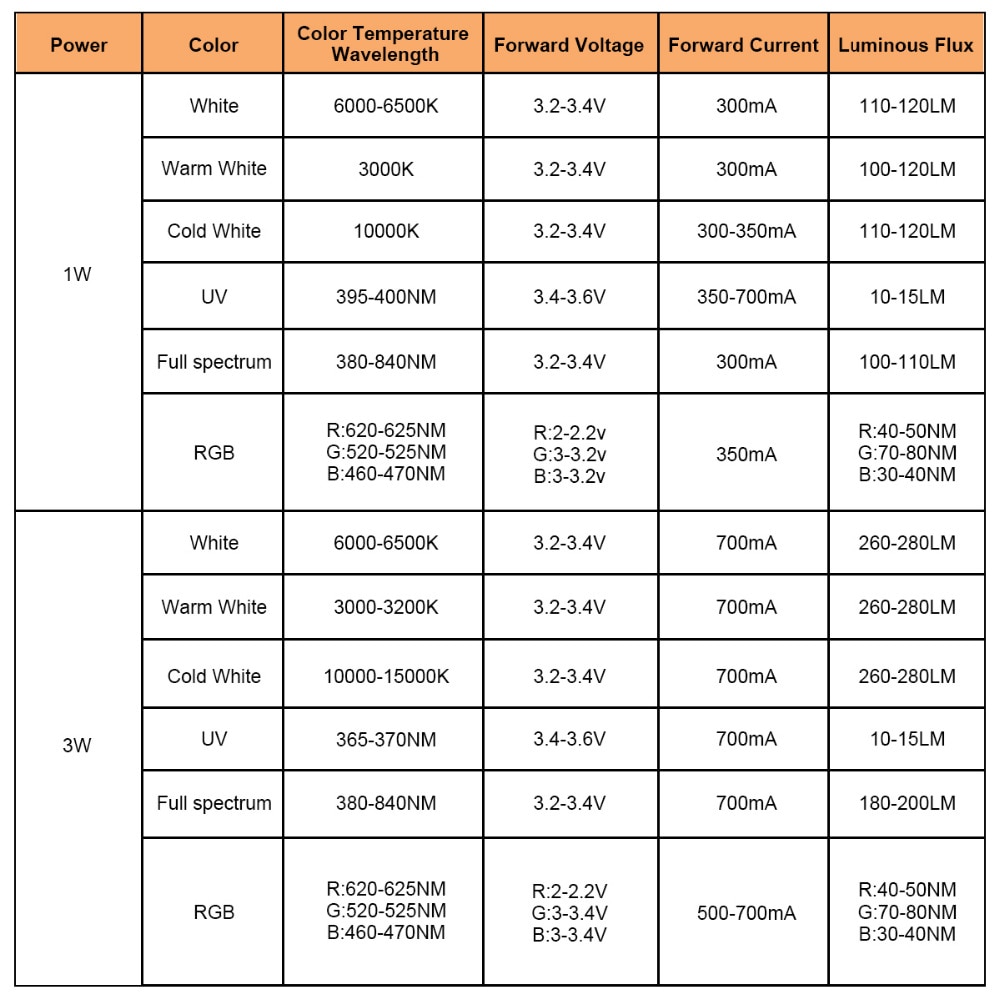 Power Color Color Temperature Wavelength Forward Voltage Forward Current Luminous Flux
1W
White 6000-6500K 3.2-3.4V 300mA 110-120LM
Warm White 3000K 3.2-3.4V 300mA 100-120LM
Cold White 10000K 3.2-3.4V 300-350mA 110-120LM
UV 395-400NM 3.4-3.6V 350-700mA 10-15LM
Full spectrum 380-840NM 3.2-3.4V 300mA 100-110LM
RGB
R:620-625NM
G:520-525NM
B:460-470NM
R:2-2.2v
G:3-3.2v
B:3-3.2v
350mA
R:40-50NM
G:70-80NM
B:30-40NM
3W
White 6000-6500K 3.2-3.4V 700mA 260-280LM
Warm White 3000-3200K 3.2-3.4V 700mA 260-280LM
Cold White 10000-15000K 3.2-3.4V 700mA 260-280LM
UV 365-370NM 3.4-3.6V 700mA 10-15LM
Full spectrum 380-840NM 3.2-3.4V 700mA 180-200LM
RGB
R:620-625NM
G:520-525NM
B:460-470NM
R:2-2.2V
G:3-3.4V
B:3-3.4V
500-700mA
R:40-50NM
G:70-80NM
B:30-40NM